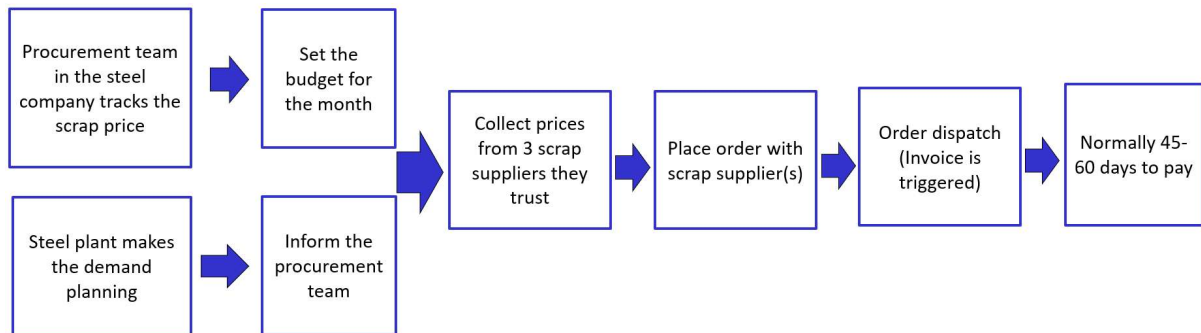 Procurement team
in the steel
company tracks the
scrap price
Set the
budget for
the month
Steel plant makes
the demand
planning
Inform the
procurement
team
Collect prices
from 3 scrap
suppliers they
trust
Place order with
scrap supplier(s)
Order dispatch
(Invoice is
triggered)
Normally 45-
60 days to pay